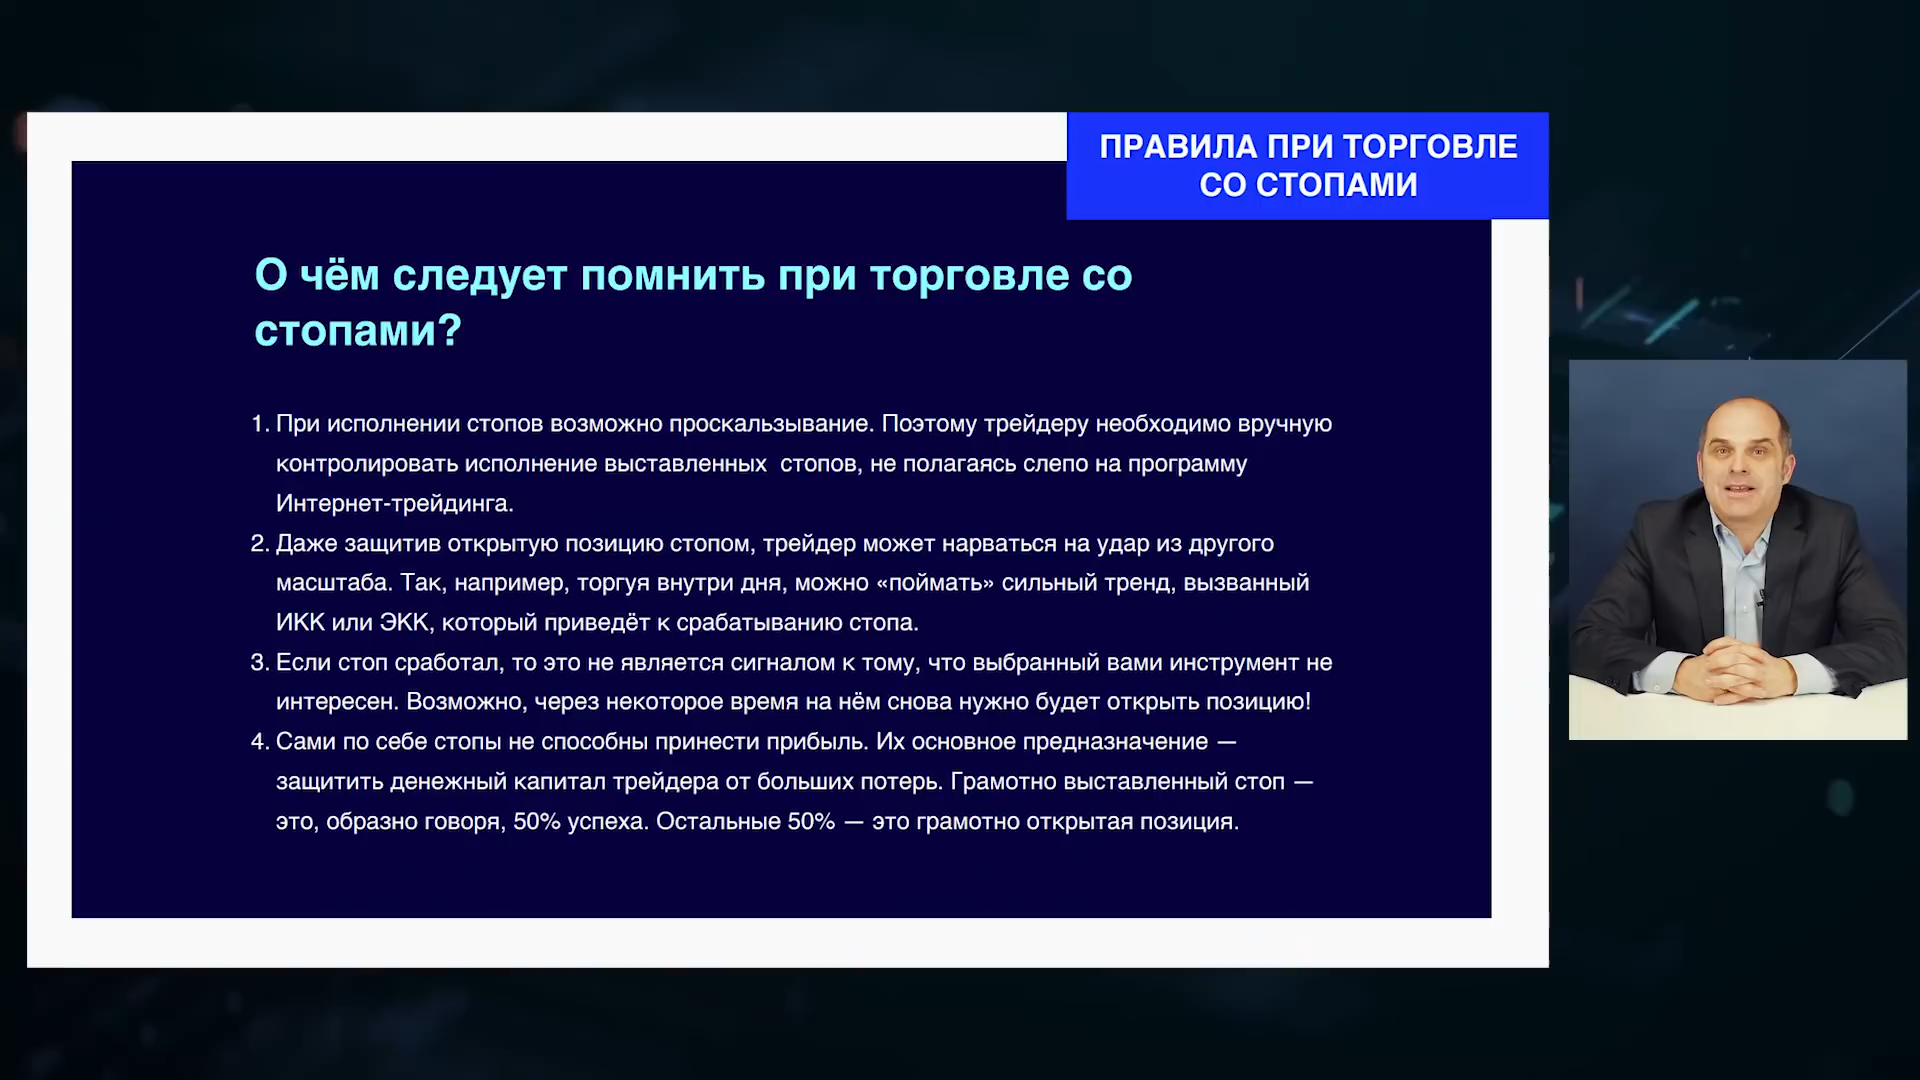 ПРАВИЛА ПРИ ТОРГОВЛЕ
СО СТОПАМИ
О чём следует помнить при торговле со
стопами?
1. При исполнении стопов возможно проскальзывание. Поэтому трейдеру необходимо вручную
контролировать исполнение выставленных  стопов, не полагаясь слепо на программу
Интернет-трейдинга.
2. Даже защитив открытую позицию стопом, трейдер может нарваться на удар из другого
масштаба. Так, например, торгуя внутри дня, можно «поймать» сильный тренд, вызванный
ИКК или ЭКК, который приведёт к срабатыванию стопа.
3. Если стоп сработал, то это не является сигналом к тому, что выбранный вами инструмент не
интересен. Возможно, через некоторое время на нём снова нужно будет открыть позицию!
4. Сами по себе стопы не способны принести прибыль. Их основное предназначение —
защитить денежный капитал трейдера от больших потерь. Грамотно выставленный стоп —
это, образно говоря, 50% успеха. Остальные 50% — это грамотно открытая позиция.